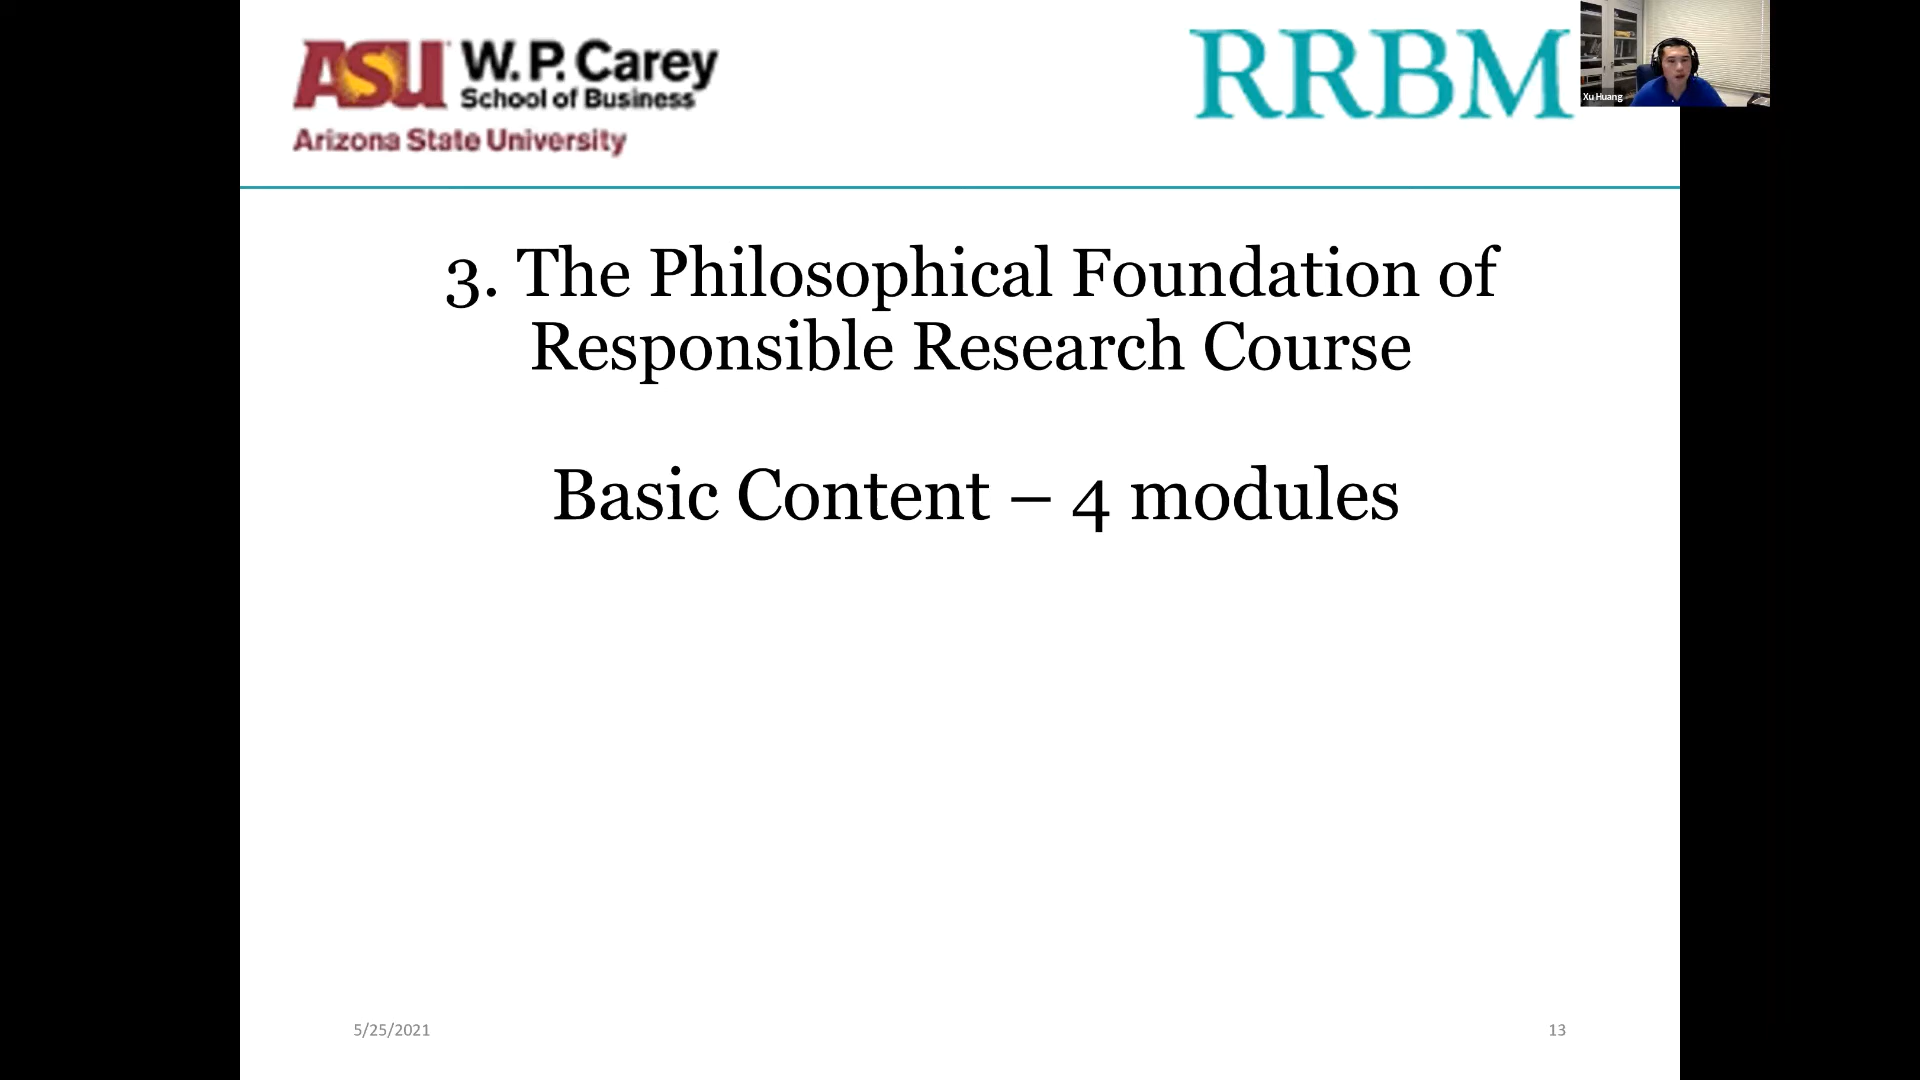 ASU W. P. Carey
School of Business
Arizona State University
RRBM
Xu Huang
3. The Philosophical Foundation of
Responsible Research Course
Basic Content – 4 modules
5/25/2021
13